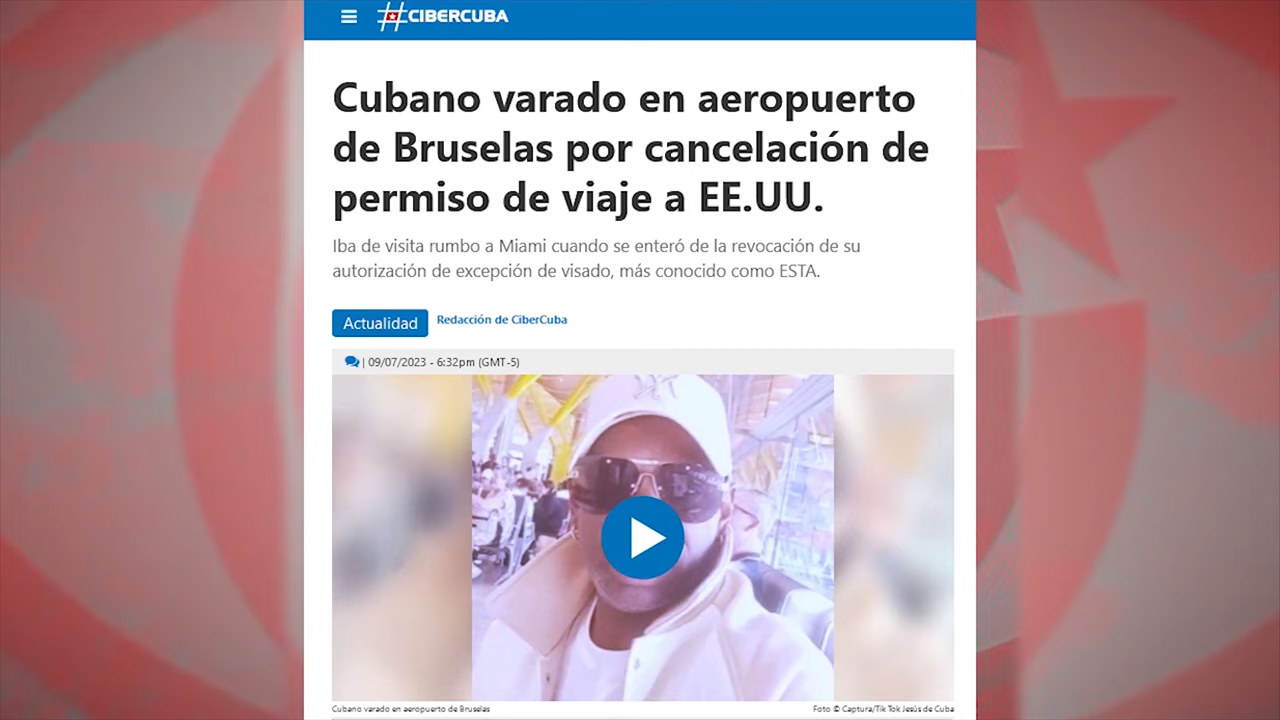 #CIBERCUBA
Cubano varado en aeropuerto
de Bruselas por cancelación de
permiso de viaje a EE.UU.
Iba de visita rumbo a Miami cuando se enteró de la revocación de su
autorización de excepción de visado, más conocido como ESTA.
Actualidad
Redacción de CiberCuba
| 09/07/2023 - 6:32pm (GMT-5)
Cubano varado en aeropuerto de Bruselas
Foto © Captura/Tik Tok Jesús de Cuba